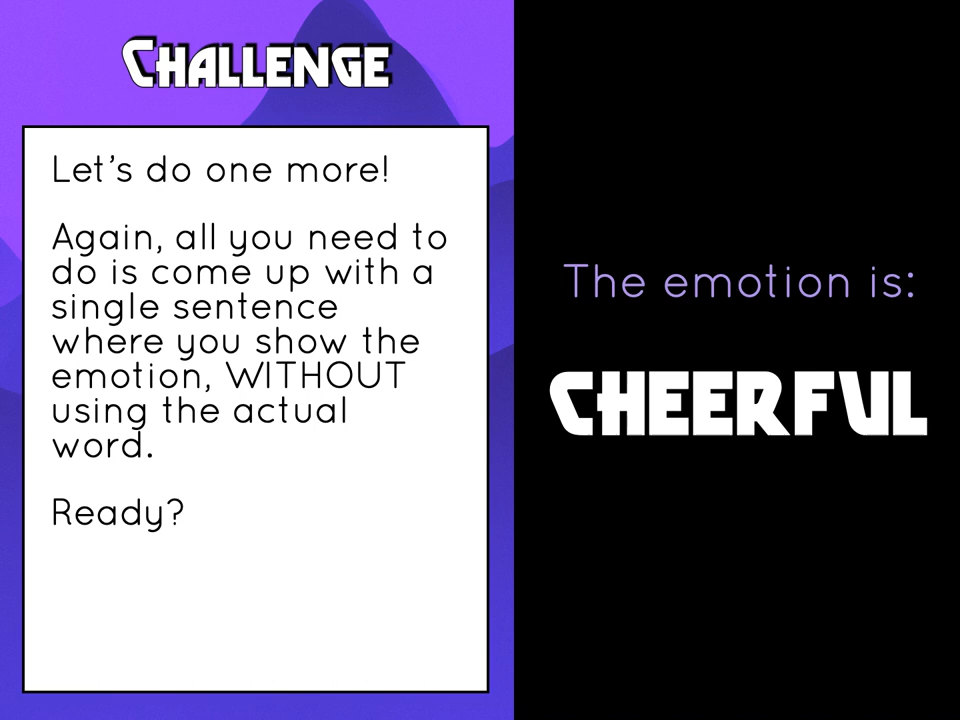 CHALLENGE
Let's do one more!
Again, all you need to
do is come up with a
single sentence
where you show the
emotion, WITHOUT
using the actual
word.
Ready?
The emotion is:
CHEERFUL